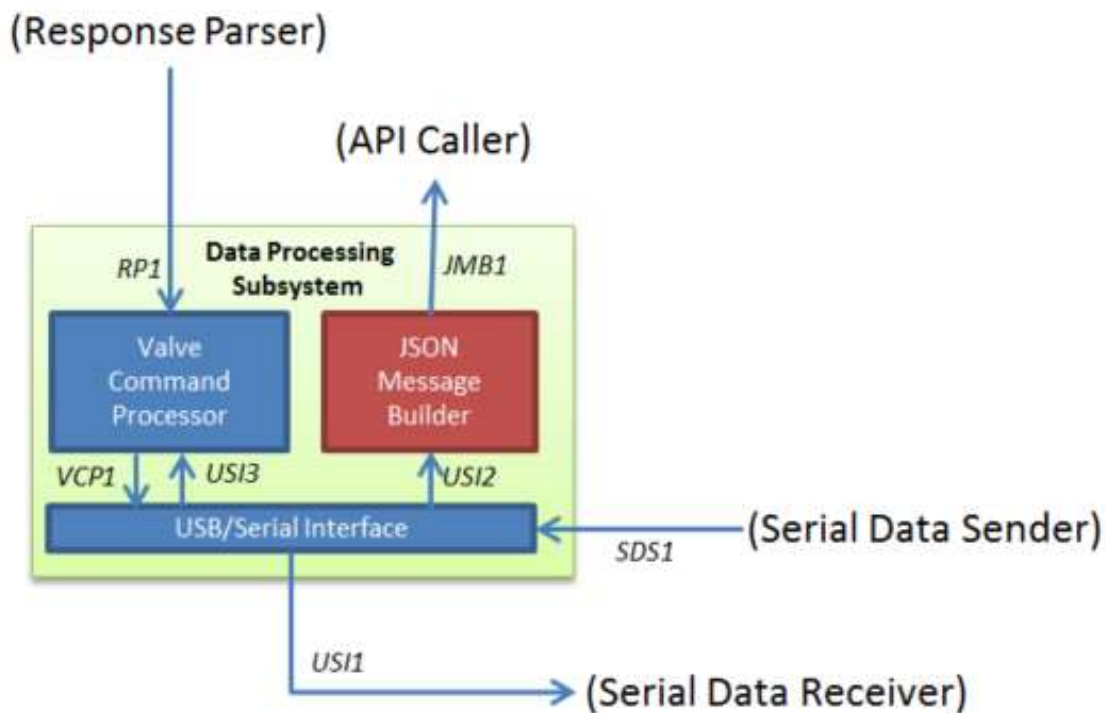 (Response Parser)
(API Caller)
RP1
Data Processing
Subsystem
JMB1
Valve
Command
Processor
JSON
Message
Builder
VCP1
USI3
USI2
USB/Serial Interface
(Serial Data Sender)
SDS1
USI1
(Serial Data Receiver)